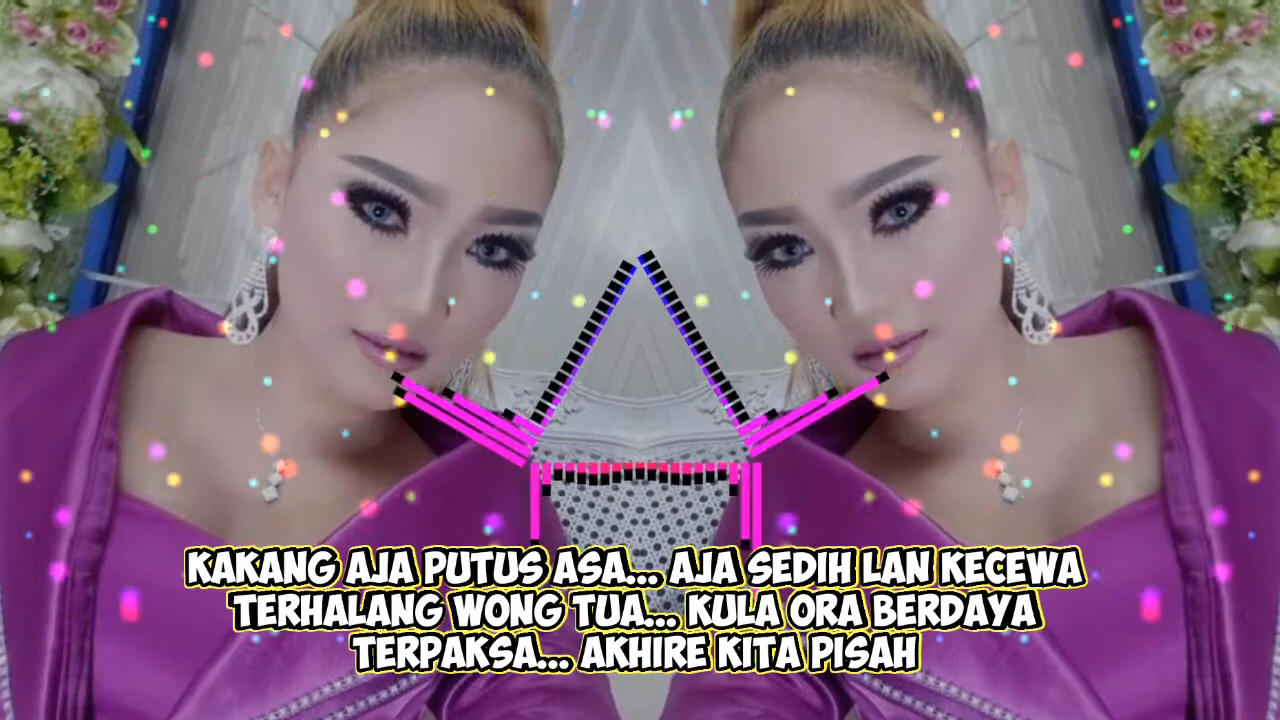 KAKANG AJA PUTUS ASA... AJA SEDIH LAN KECEWA
TERHALANG WONG TUA... KULA ORA BERDAYA
TERPAKSA... AKHIRE KITA PISAH